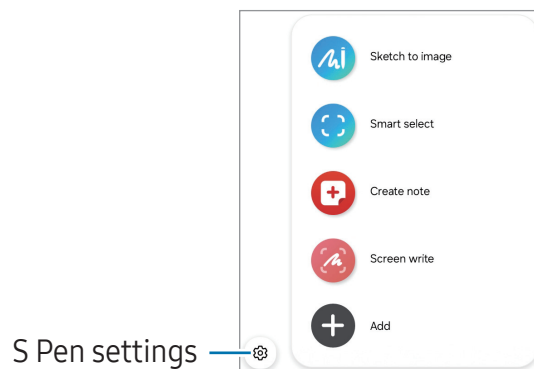 Sketch to image
Smart select
Create note
Screen write
Add
S Pen settings